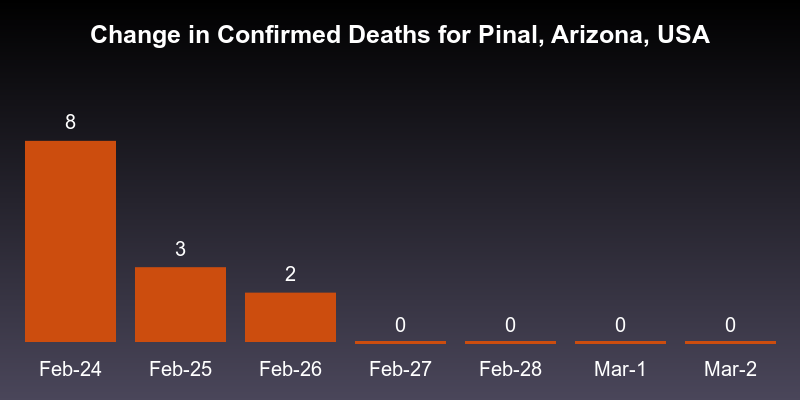 Change in Confirmed Deaths for Pinal, Arizona, USA
8
3
2
0
0
0
0
Feb-24
Feb-25
Feb-26
Feb-27
Feb-28
Mar-1
Mar-2